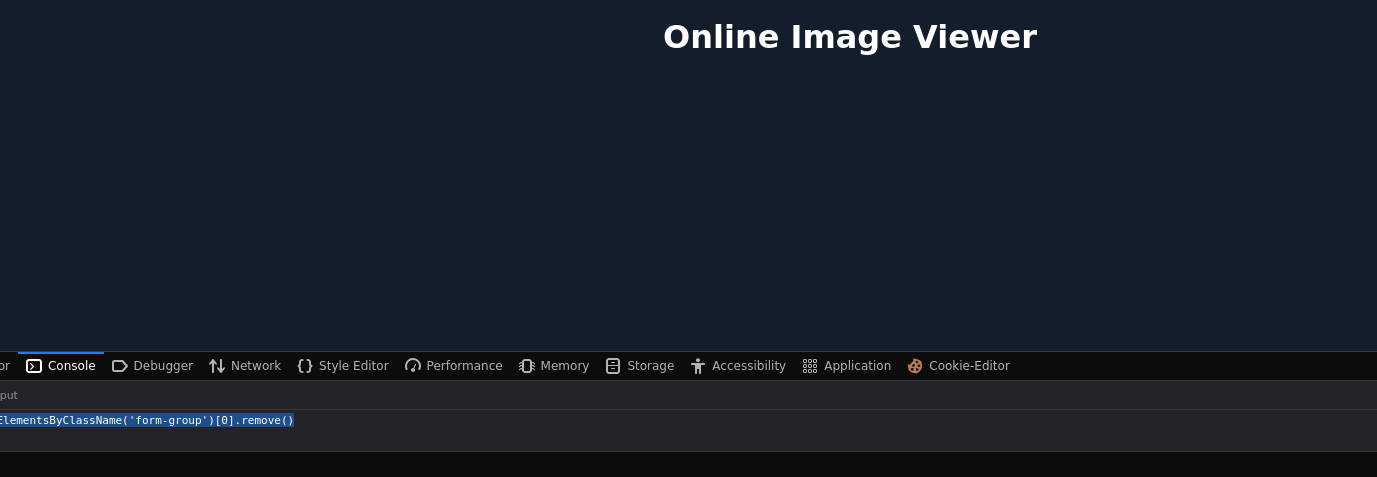 Online Image Viewer
or Console Debugger Network Style Editor Performance Memory Storage Accessibility Application Cookie-Editor
put
ElementsByClassName('form-group')[0].remove()